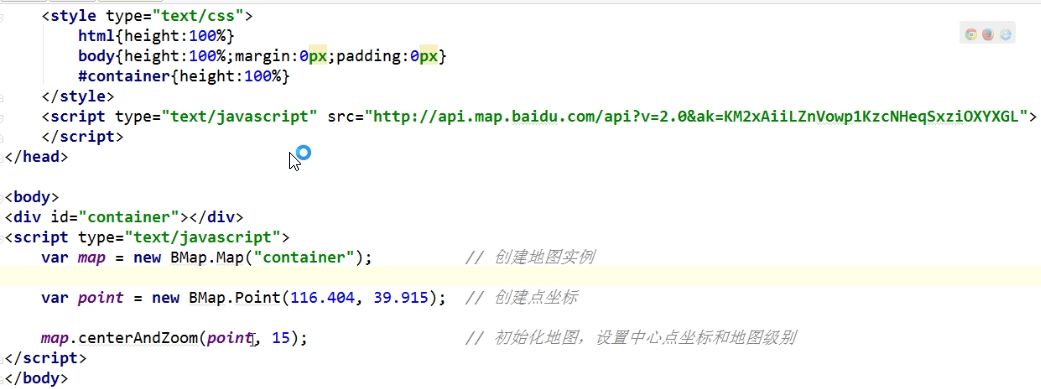 <style type="text/css">
html{height:100%}
body{height:100%;margin:0px;padding:0px}
#container{height:100%}
</style>
<script type="text/javascript" src="http://api.map.baidu.com/api?v=2.0&ak=KM2xAiiLZnVowp1KzcNHeqSxziOXYXGL">
</script>
</head>
<body>
<div id="container"></div>
<script type="text/javascript">
var map = new BMap.Map("container"); // 创建地图实例
var point = new BMap.Point(116.404, 39.915); // 创建点坐标
map.centerAndZoom(point, 15); // 初始化地图，设置中心点坐标和地图级别
</script>
</body>